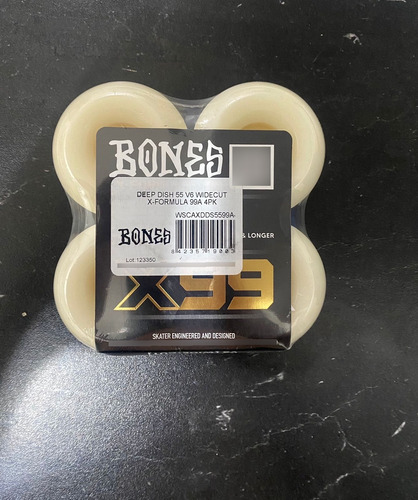 BONES
DEEP DISH 55 V6 WIDECUT
X-FORMULA 99A 4PK
WSCAXDDS5599A
BONES
& LONGER
Lot 123350
X99
SKATER ENGINEERED AND DESIGNED